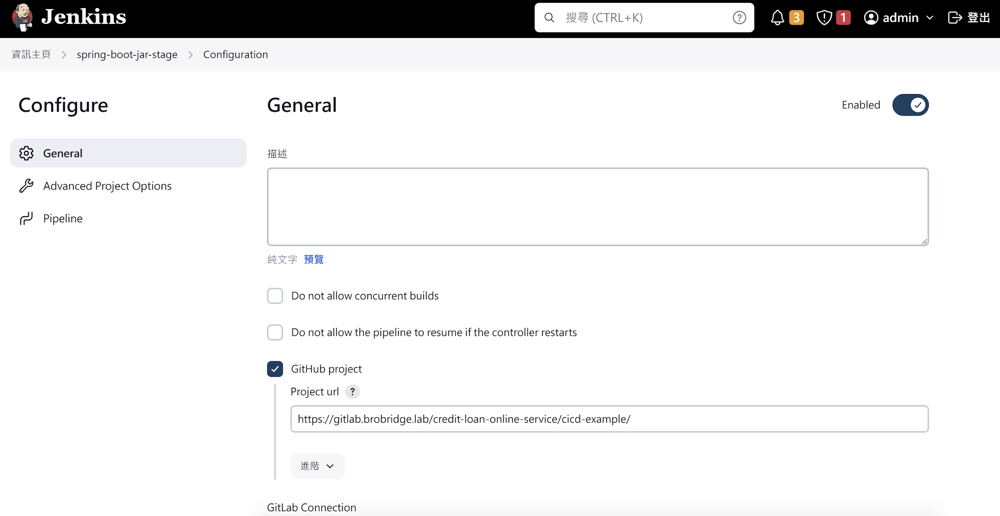 Jenkins
搜尋 (CTRL+K)
?
3
1
admin
登出
資訊主頁
spring-boot-jar-stage
Configuration
Configure
General
Advanced Project Options
Pipeline
General
Enabled
描述
純文字 預覽
Do not allow concurrent builds
Do not allow the pipeline to resume if the controller restarts
GitHub project
Project url ?
https://gitlab.brobridge.lab/credit-loan-online-service/cicd-example/
進階
GitLab Connection